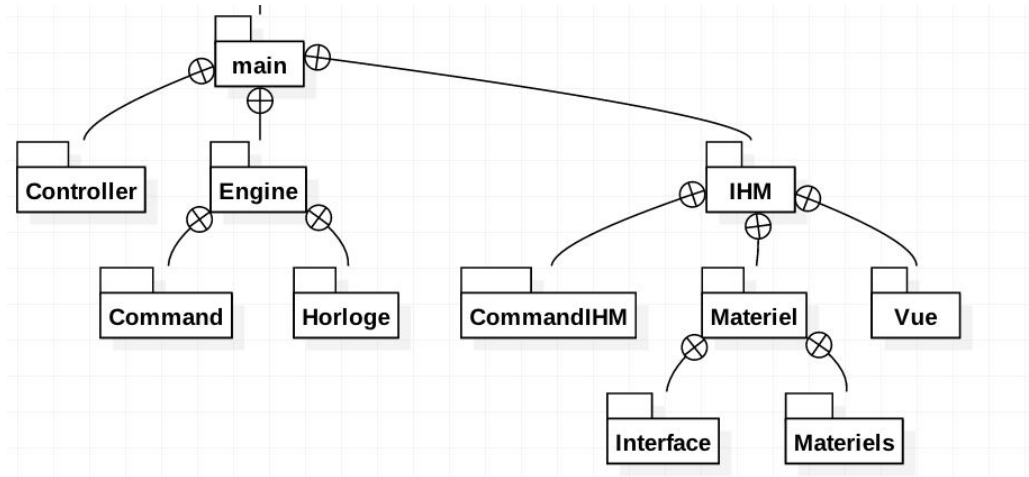 main
Controller
Engine
IHM
Command
Horloge
CommandIHM
Materiel
Vue
Interface
Materiels